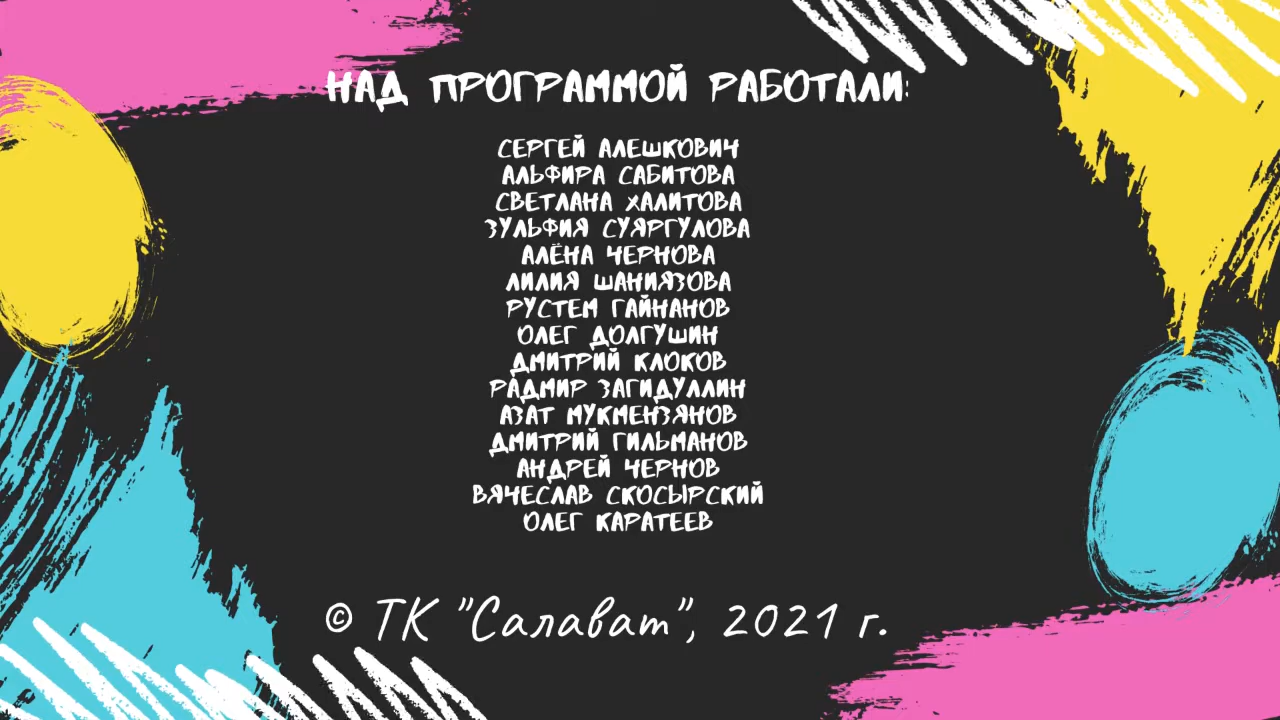 НАД ПРОГРАММОЙ РАБОТАЛИ:
СЕРГЕЙ АЛЕШКОВИЧ
АЛЬФИРА САБИТОВА
СВЕТЛАНА ХАЛИТОВА
ЗУЛЬФИЯ СУЯРГУЛОВА
АЛЁНА ЧЕРНОВА
ЛИЛИЯ ШАНИЯЗОВА
РУСТЕМ ГАЙНАНОВ
ОЛЕГ ДОЛГУШИН
ДМИТРИЙ КЛОКОВ
РАДМИР ЗАГИДУЛЛИН
АЗАТ МУКМЕНЗЯНОВ
ДМИТРИЙ ГИЛЬМАНОВ
АНДРЕЙ ЧЕРНОВ
ВЯЧЕСЛАВ СКОСЫРСКИЙ
ОЛЕГ КАРАТЕЕВ
© ТК "Салават", 2021 г.